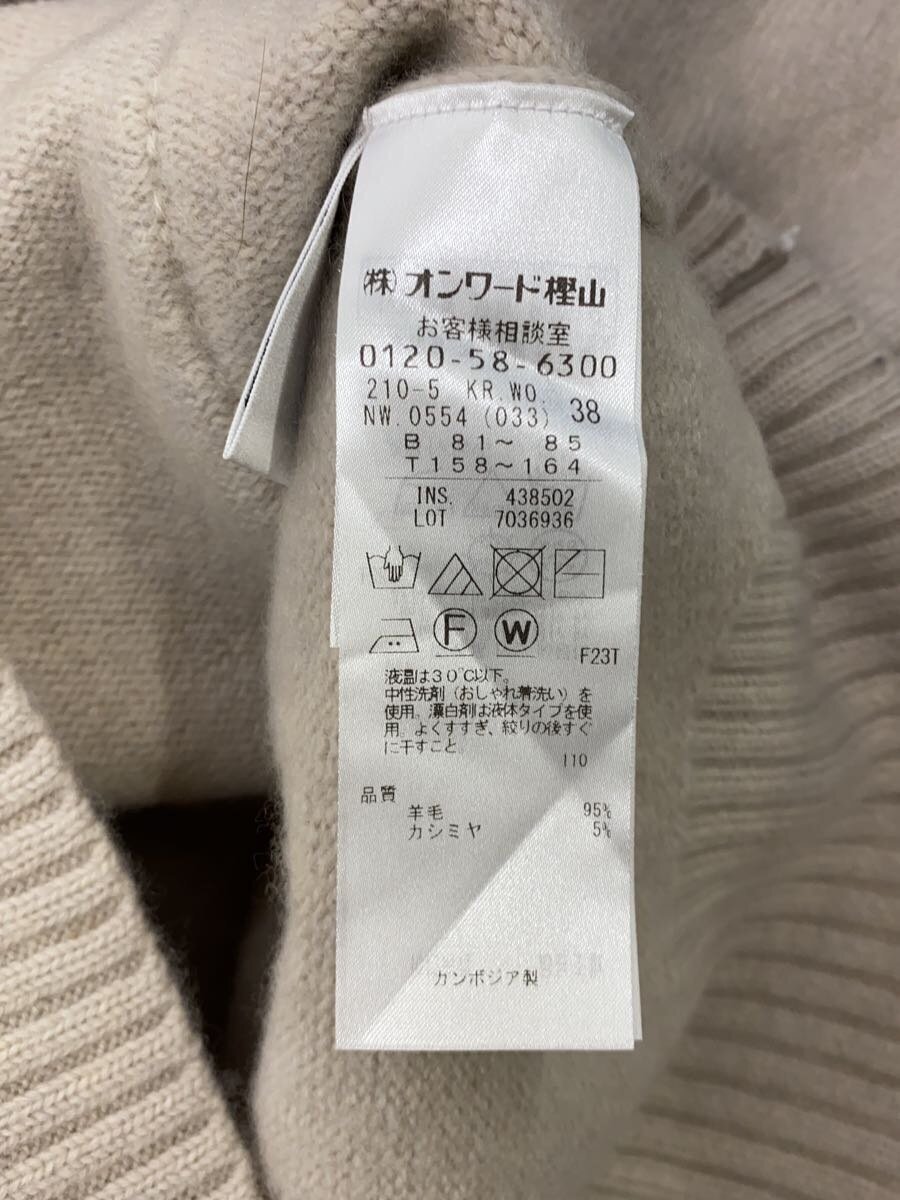 ㈱オンワード樫山
お客様相談室
0120-58-6300
210-5 KR.WO. 38
NW.0554 (033)
B 81〜 85
T158〜164
INS. 438502
LOT 7036936
F W
F23T
液温は30℃以下。
中性洗剤（おしゃれ着洗い）を
使用。漂白剤は液体タイプを使
用。よくすすぎ、絞りの後すぐ
に干すこと。
110
品質
羊毛 95%
カシミヤ 5%
カンボジア製